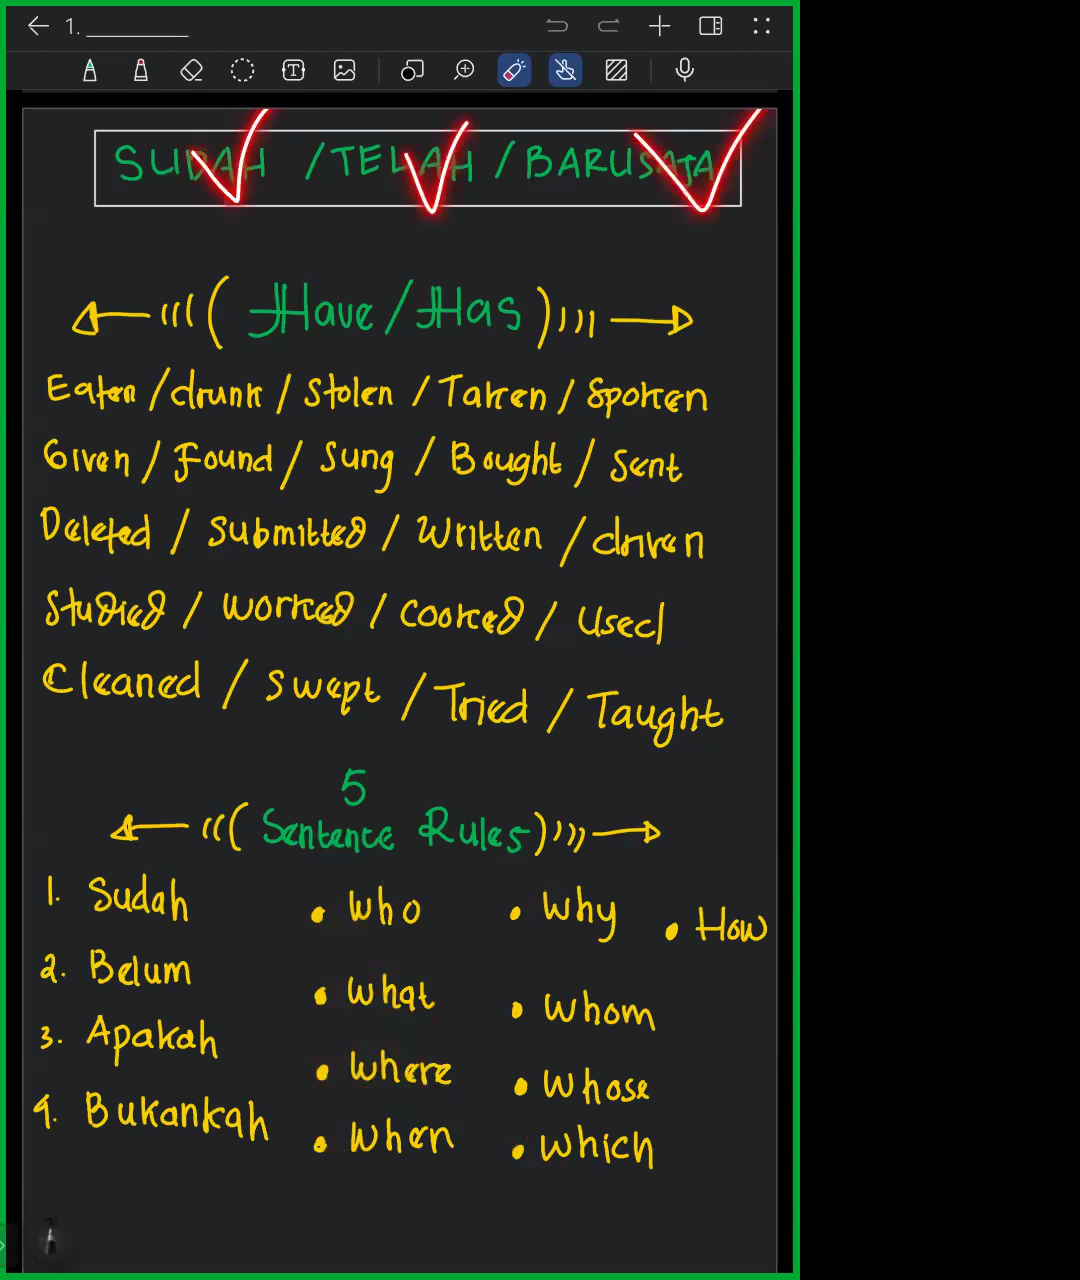 1. __________
SUDAH / TELAH / BARUSAJA
Have / Has
Eaten / drunk / Stolen / Taken / Spoken
Given / Found / Sung / Bought / Sent
Deleted / Submitted / Written / driven
Studied / Worked / Cooked / Used
Cleaned / Swept / Tried / Taught
5
Sentence Rules
1. Sudah
2. Belum
3. Apakah
4. Bukankah
• Who
• What
• Where
• When
• Why
• Whom
• Whose
• Which
• How